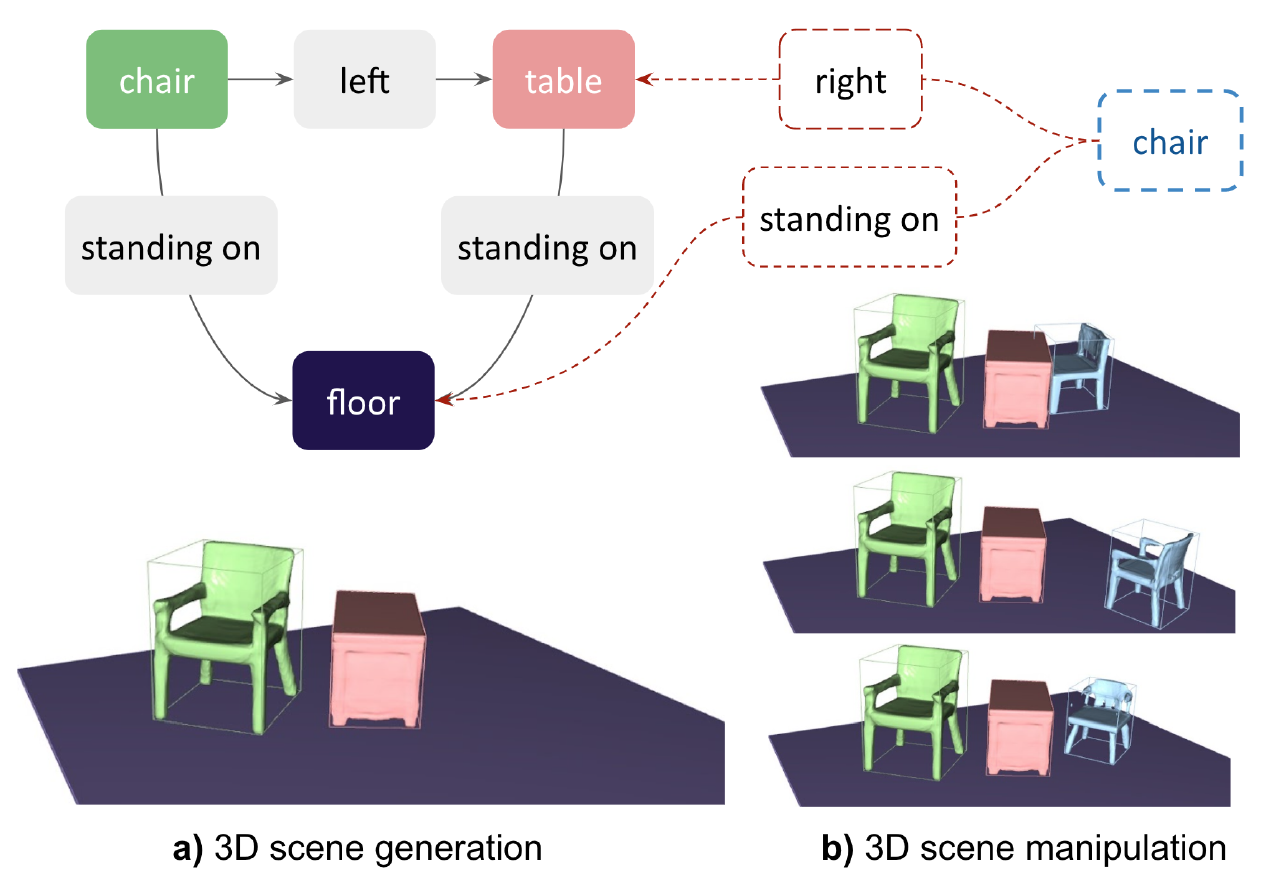 chair
left
table
right
chair
standing on
standing on
standing on
floor
a) 3D scene generation
b) 3D scene manipulation